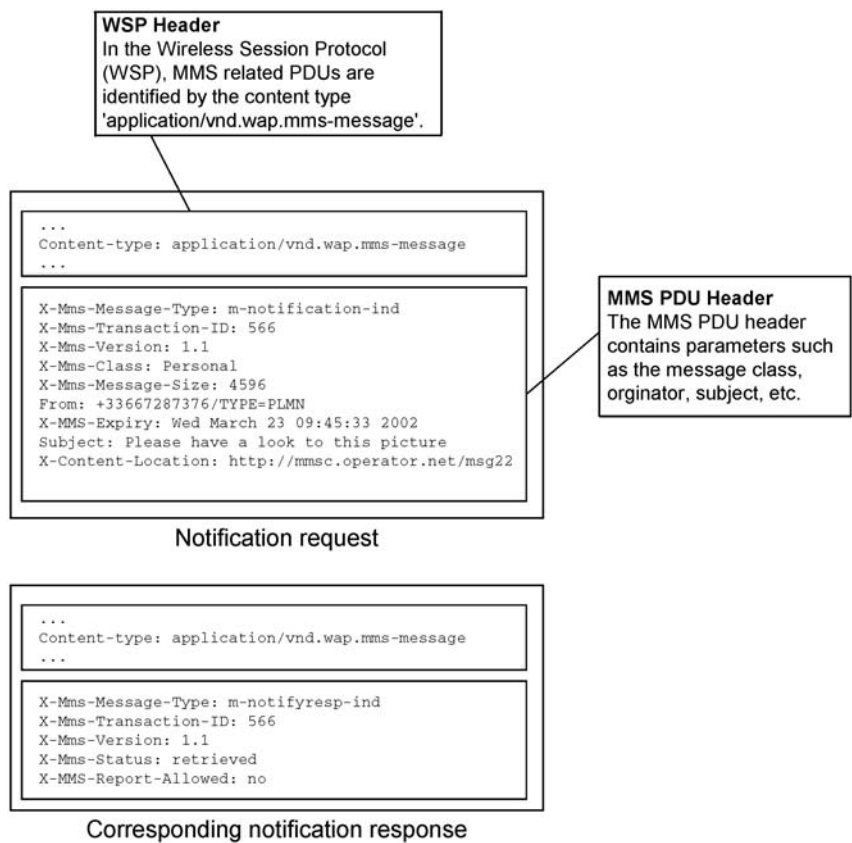 WSP Header
In the Wireless Session Protocol
(WSP), MMS related PDUs are
identified by the content type
'application/vnd.wap.mms-message'.
...
Content-type: application/vnd.wap.mms-message
...
X-Mms-Message-Type: m-notification-ind
X-Mms-Transaction-ID: 566
X-Mms-Version: 1.1
X-Mms-Class: Personal
X-Mms-Message-Size: 4596
From: +33667287376/TYPE=PLMN
X-MMS-Expiry: Wed March 23 09:45:33 2002
Subject: Please have a look to this picture
X-Content-Location: http://mmsc.operator.net/msg22
MMS PDU Header
The MMS PDU header
contains parameters such
as the message class,
orginator, subject, etc.
Notification request
...
Content-type: application/vnd.wap.mms-message
...
X-Mms-Message-Type: m-notifyresp-ind
X-Mms-Transaction-ID: 566
X-Mms-Version: 1.1
X-Mms-Status: retrieved
X-MMS-Report-Allowed: no
Corresponding notification response